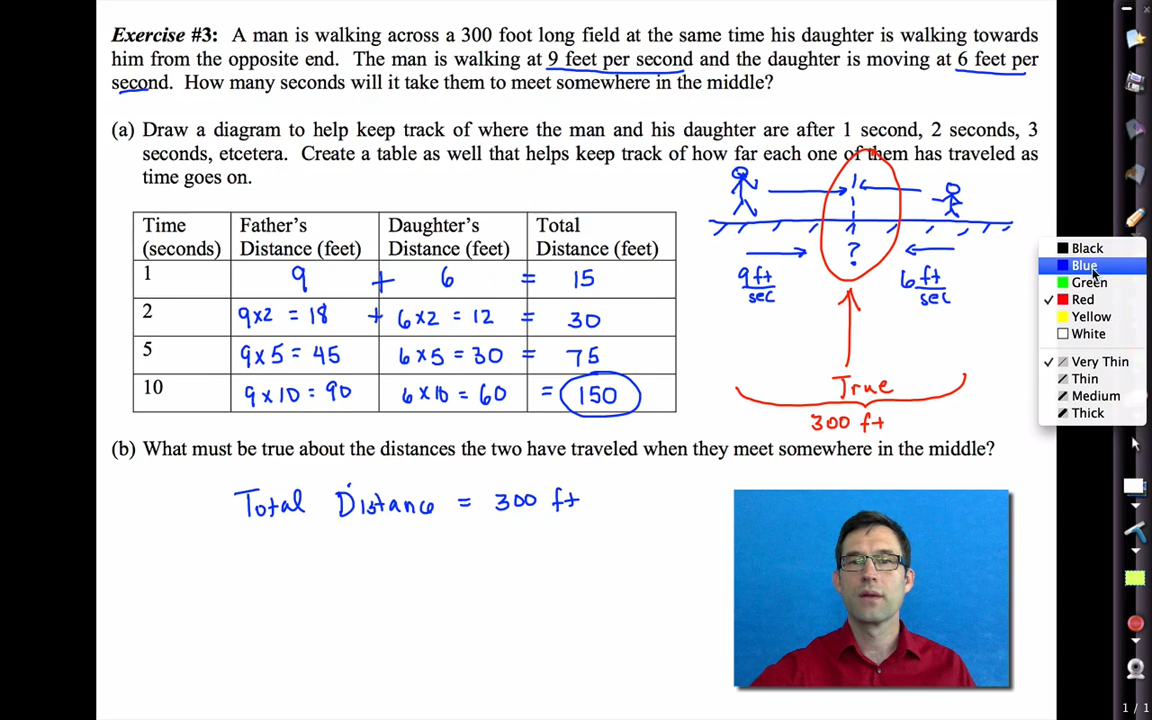 Exercise #3: A man is walking across a 300 foot long field at the same time his daughter is walking towards
him from the opposite end. The man is walking at 9 feet per second and the daughter is moving at 6 feet per
second. How many seconds will it take them to meet somewhere in the middle?
(a) Draw a diagram to help keep track of where the man and his daughter are after 1 second, 2 seconds, 3
seconds, etcetera. Create a table as well that helps keep track of how far each one of them has traveled as
time goes on.
Time Father's Daughter's Total
(seconds) Distance (feet) Distance (feet) Distance (feet)
1 9 + 6 = 15
2 9x2 = 18 + 6x2 = 12 = 30
5 9x5 = 45 6x5 = 30 = 75
10 9x10 = 90 6x10 = 60 = 150
?
9 ft
sec
6 ft
sec
True
300 ft
(b) What must be true about the distances the two have traveled when they meet somewhere in the middle?
Total Distance = 300 ft
Black
Blue
Green
Red
Yellow
White
Very Thin
Thin
Medium
Thick
1 / 1